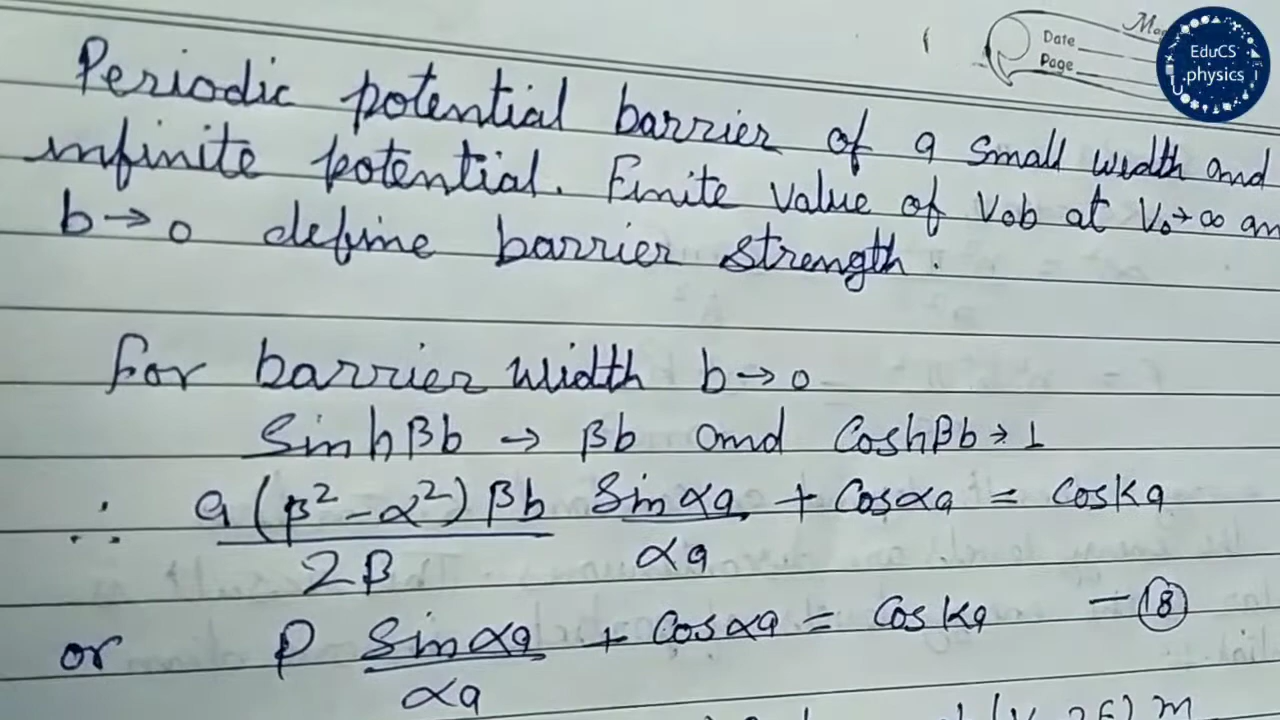 Date
Page
EduCS
.physics
Periodic potential barrier of a small width and
infinite potential. Finite value of V₀b at V₀→∞ an
b→0 define barrier strength.
For barrier width b→0
Sinhβb → βb and Coshβb→1
∴ a(β²-α²)βb/2β Sinαa/αa + Cosαa = CosKa
or P Sinαa/αa + Cosαa = CosKa —⑱